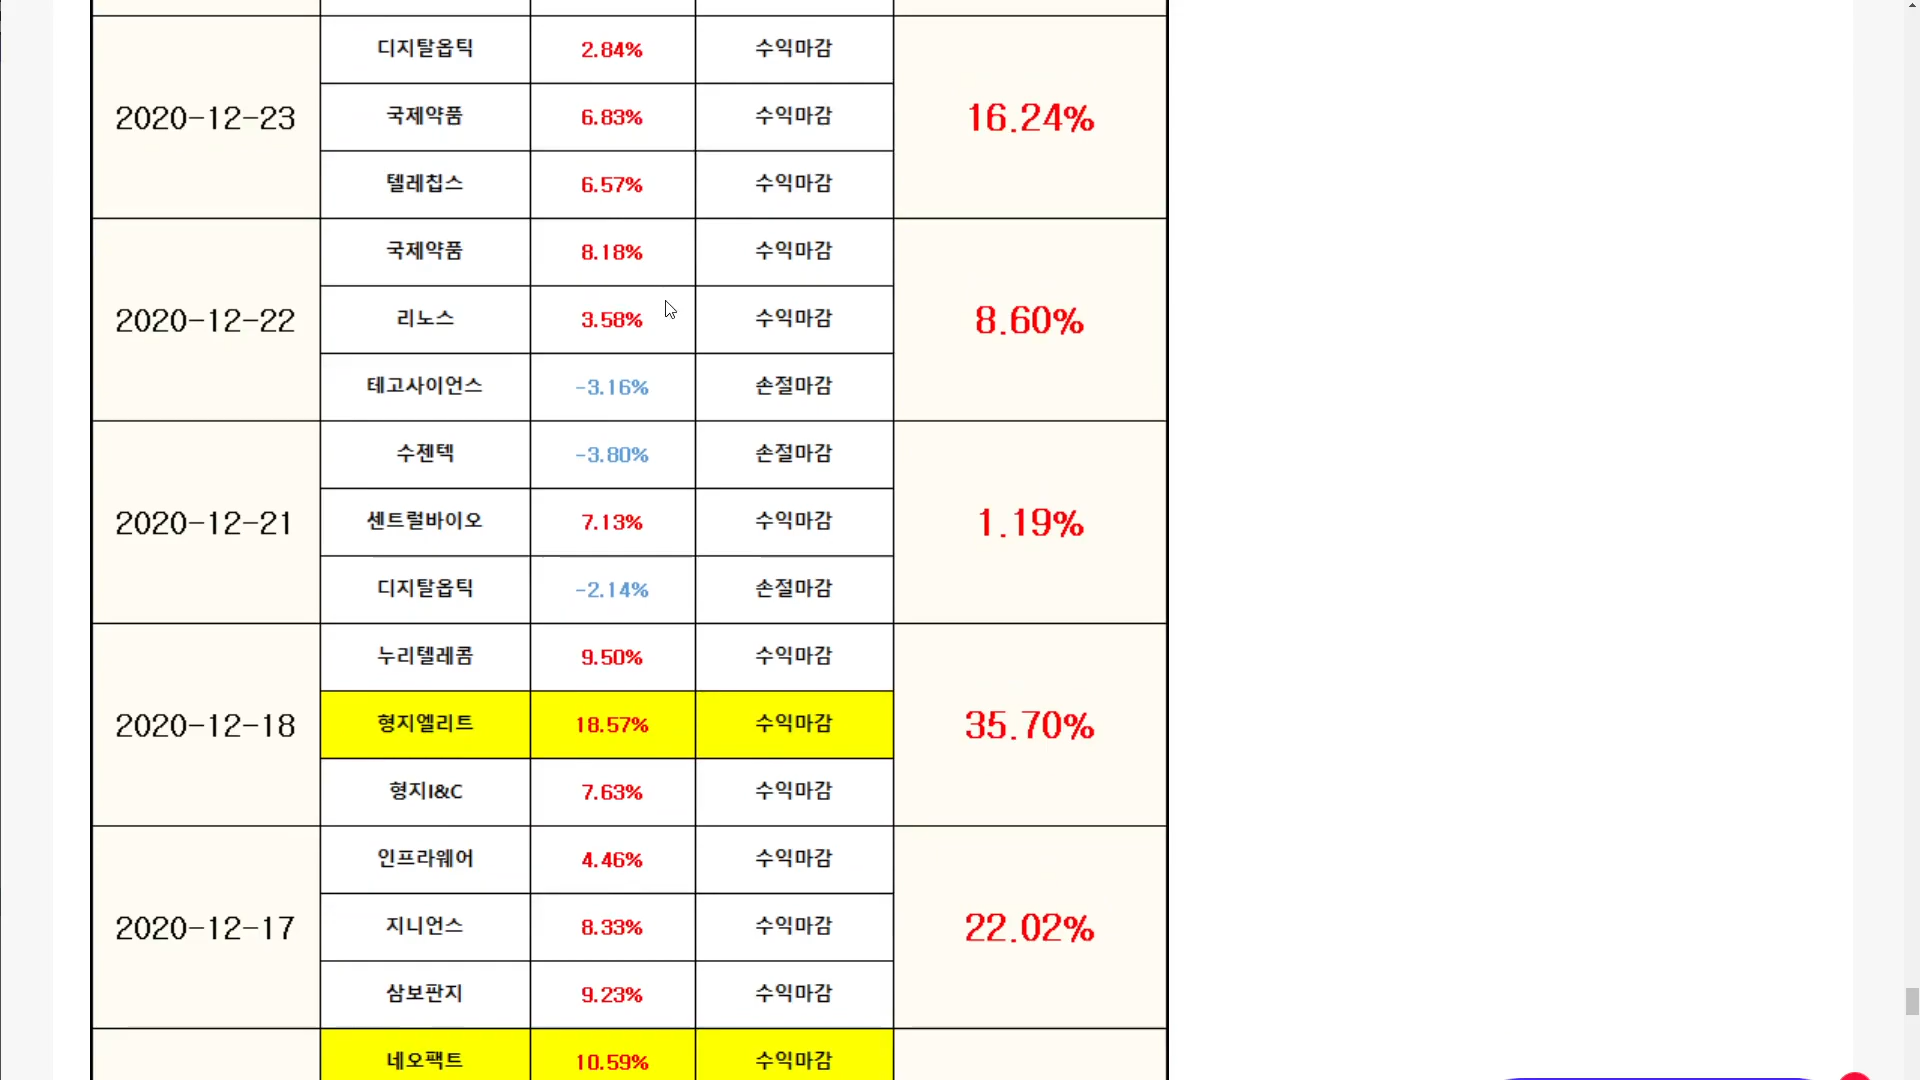 디지탈옵틱 2.84% 수익마감
2020-12-23 국제약품 6.83% 수익마감 16.24%
텔레칩스 6.57% 수익마감
국제약품 8.18% 수익마감
2020-12-22 리노스 3.58% 수익마감 8.60%
테고사이언스 -3.16% 손절마감
수젠텍 -3.80% 손절마감
2020-12-21 센트럴바이오 7.13% 수익마감 1.19%
디지탈옵틱 -2.14% 손절마감
누리텔레콤 9.50% 수익마감
2020-12-18 형지엘리트 18.57% 수익마감 35.70%
형지I&C 7.63% 수익마감
인프라웨어 4.46% 수익마감
2020-12-17 지니언스 8.33% 수익마감 22.02%
삼보판지 9.23% 수익마감
네오팩트 10.59% 수익마감